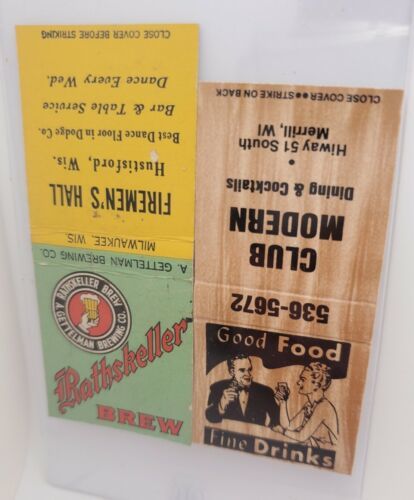 CLOSE COVER BEFORE STRIKING
Dance Every Wed.
Bar & Table Service
Best Dance Floor in Dodge Co.
Hustisford, Wis.
FIREMEN'S HALL
MILWAUKEE, WIS.
A. GETTELMAN BREWING CO.
RATHSKELLER BREW
GETTELMAN BREWING CO.
Rathskeller
BREW
CLOSE COVER●●STRIKE ON BACK
Hiway 51 South
Merrill, WI
•
Dining & Cocktails
CLUB
MODERN
536-5672
Good Food
Fine Drinks